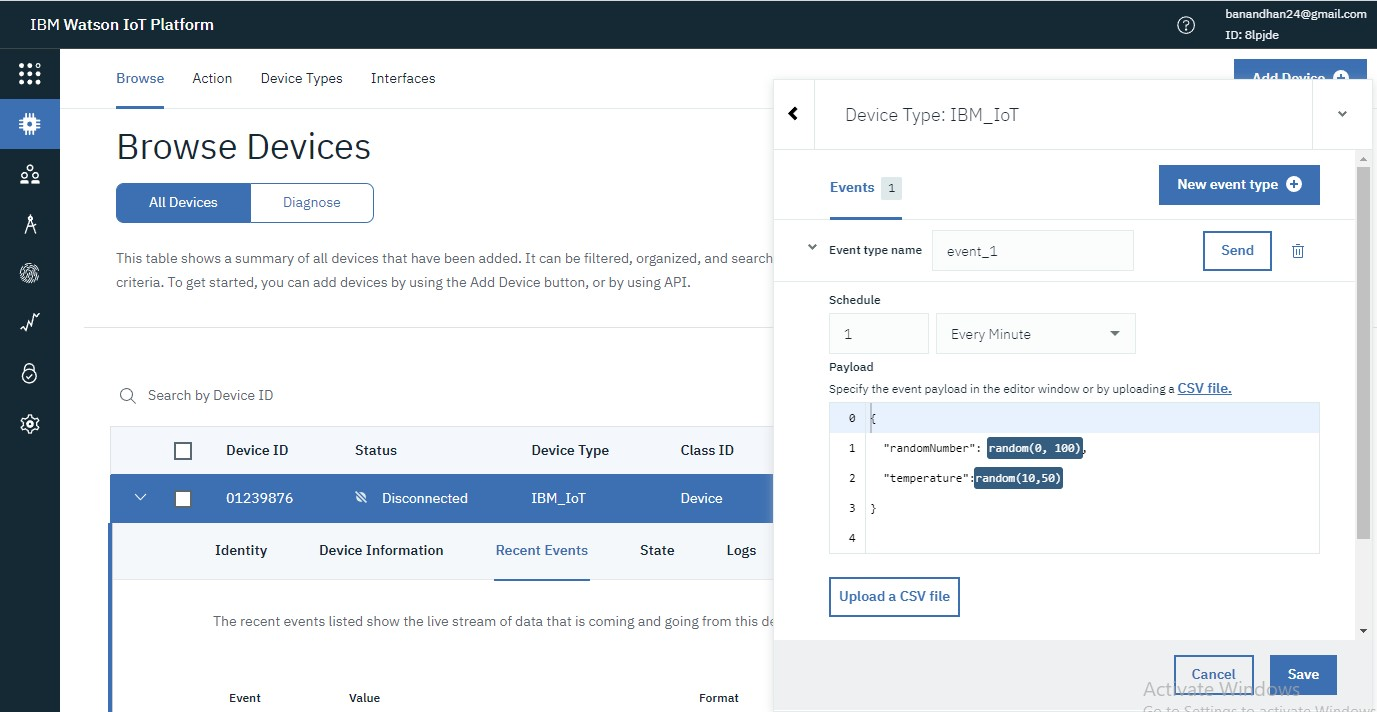 IBM Watson IoT Platform
banandhan24@gmail.com
ID: 8lpjde
Browse Action Device Types Interfaces
Add Device
Browse Devices
All Devices Diagnose
This table shows a summary of all devices that have been added. It can be filtered, organized, and search
criteria. To get started, you can add devices by using the Add Device button, or by using API.
Search by Device ID
Device ID Status Device Type Class ID
01239876 Disconnected IBM_IoT Device
Identity Device Information Recent Events State Logs
The recent events listed show the live stream of data that is coming and going from this de
Event Value Format
Device Type: IBM_IoT
Events 1
New event type
Event type name event_1 Send
Schedule
1 Every Minute
Payload
Specify the event payload in the editor window or by uploading a CSV file.
0 {
1 "randomNumber": random(0, 100),
2 "temperature":random(10,50)
3 }
4
Upload a CSV file
Cancel Save
Activate Windows
Go to Settings to activate Windows